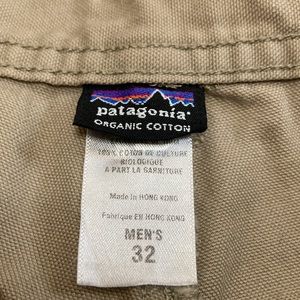 patagonia®
ORGANIC COTTON
100% COTON DE CULTURE
BIOLOGIQUE
A PART LA GARNITURE
Made in HONG KONG
Fabriqué EN HONG KONG
MEN'S
32